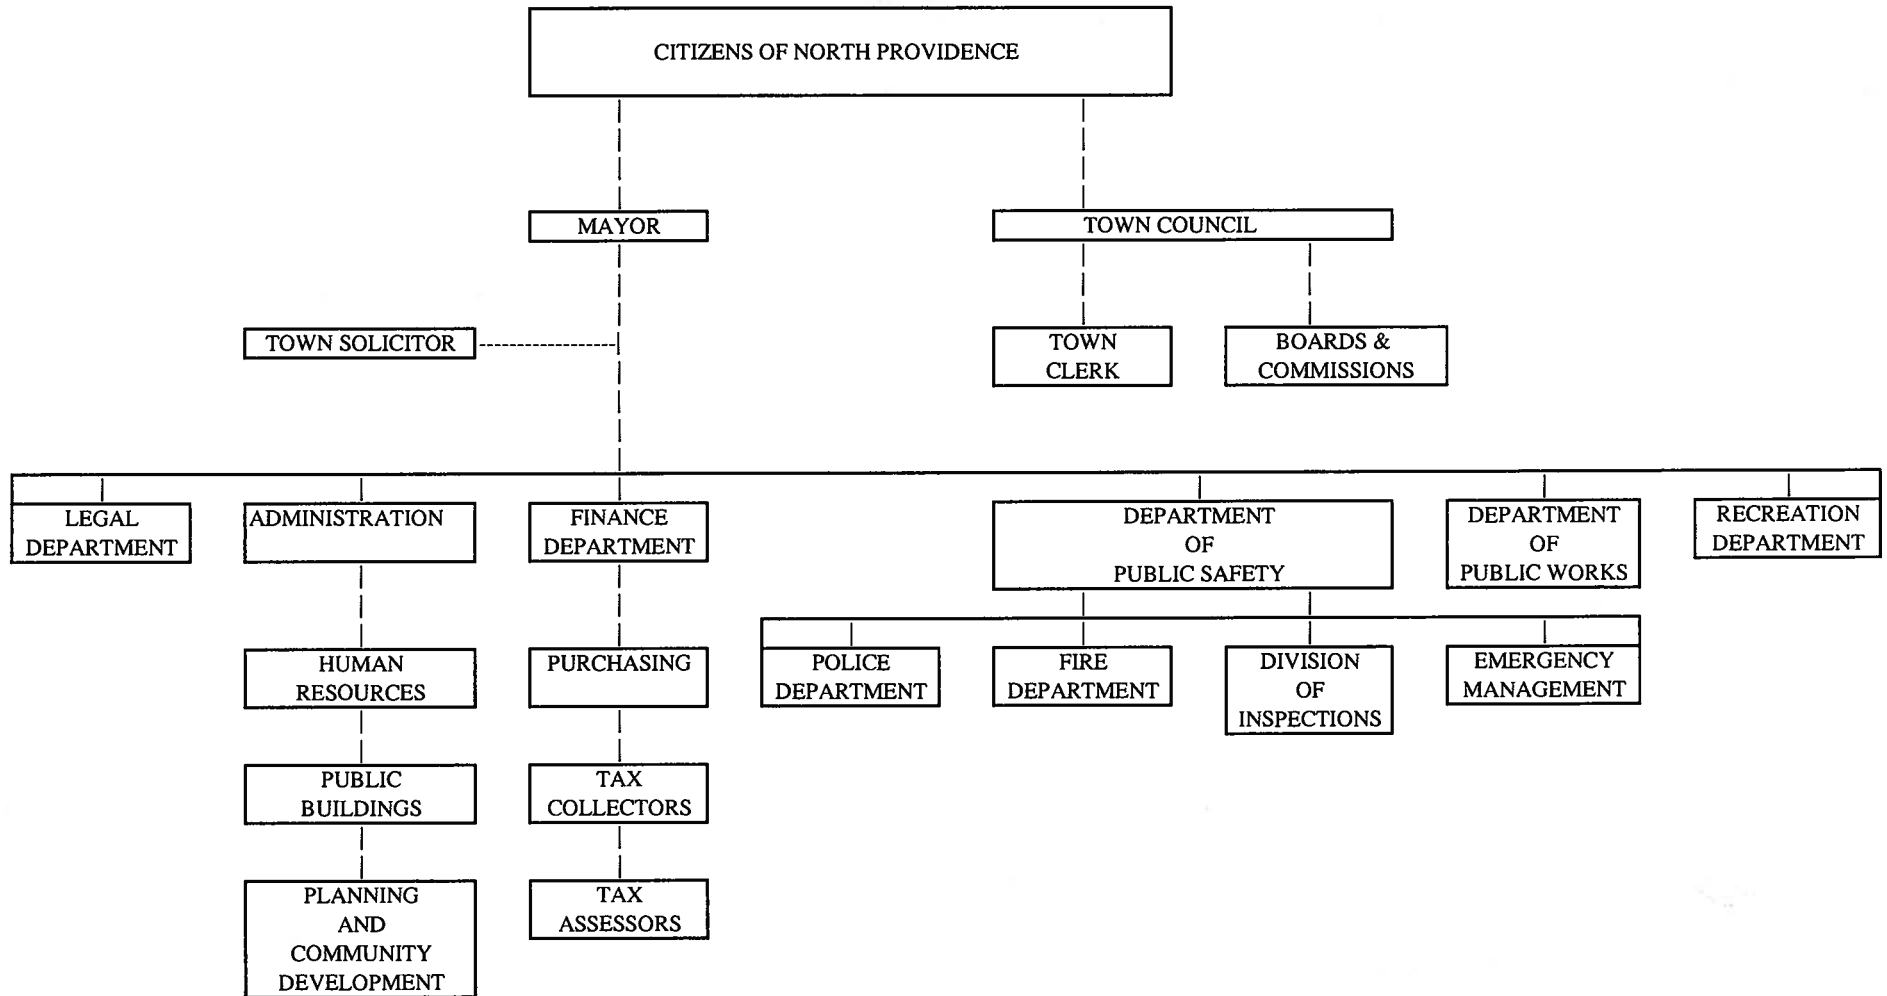 CITIZENS OF NORTH PROVIDENCE
MAYOR
TOWN COUNCIL
TOWN SOLICITOR
TOWN
CLERK
BOARDS &
COMMISSIONS
LEGAL
DEPARTMENT
ADMINISTRATION
FINANCE
DEPARTMENT
DEPARTMENT
OF
PUBLIC SAFETY
DEPARTMENT
OF
PUBLIC WORKS
RECREATION
DEPARTMENT
HUMAN
RESOURCES
PURCHASING
POLICE
DEPARTMENT
FIRE
DEPARTMENT
DIVISION
OF
INSPECTIONS
EMERGENCY
MANAGEMENT
PUBLIC
BUILDINGS
TAX
COLLECTORS
PLANNING
AND
COMMUNITY
DEVELOPMENT
TAX
ASSESSORS